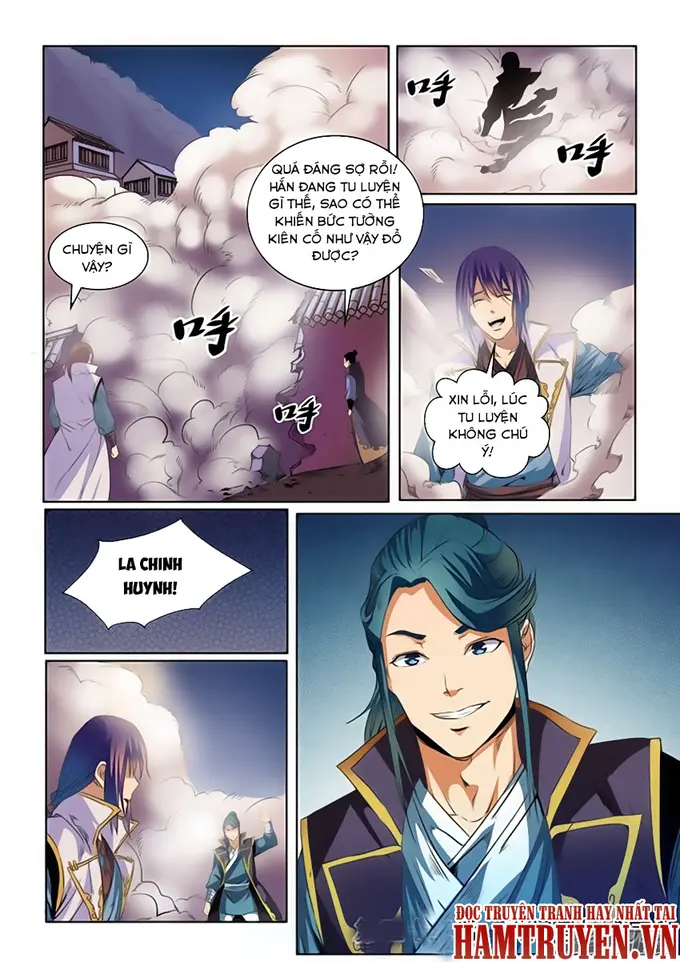 CHUYỆN GÌ
VẬY?
QUÁ ĐÁNG SỢ RỒI!
HẮN ĐANG TU LUYỆN
GÌ THẾ, SAO CÓ THỂ
KHIẾN BỨC TƯỜNG
KIÊN CỐ NHƯ VẬY ĐỔ
ĐƯỢC?
呼
呼
呼
呼
XIN LỖI, LÚC
TU LUYỆN
KHÔNG CHÚ
Ý!
LA CHINH
HUYNH!
ĐỌC TRUYỆN TRANH HAY NHẤT TẠI
HAMTRUYEN.VN